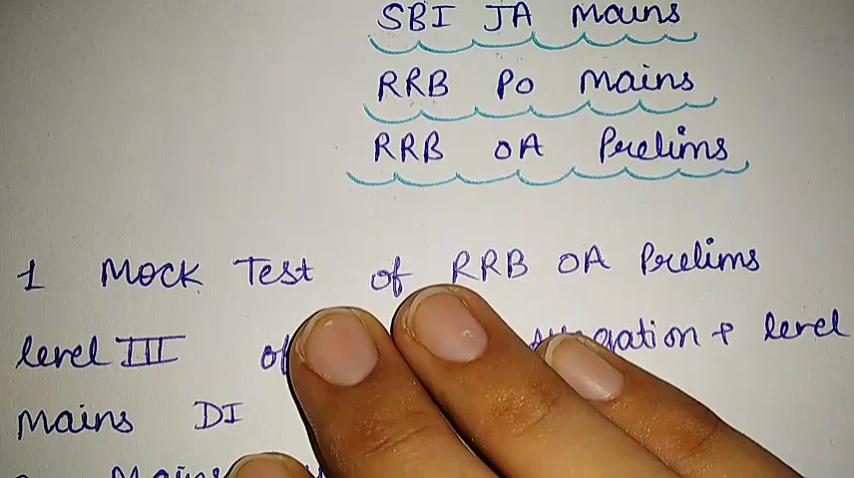 SBI JA Mains
RRB PO Mains
RRB OA Prelims
1 Mock Test of RRB OA Prelims
level III of + level
Mains DI
Mains